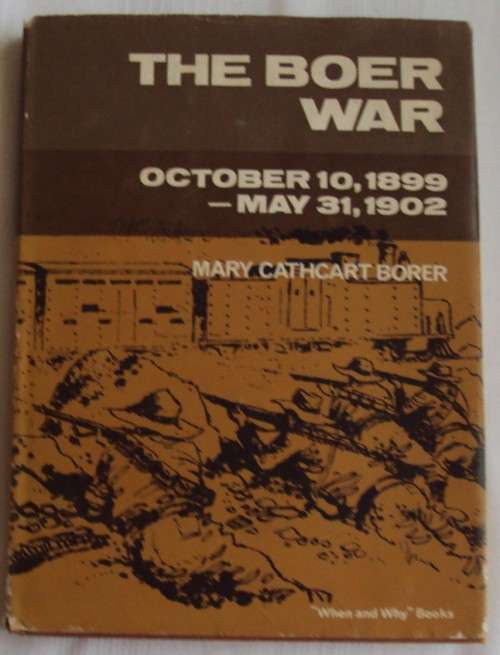 THE BOER
WAR
OCTOBER 10, 1899
— MAY 31, 1902
MARY CATHCART BORER
"When and Why" Books